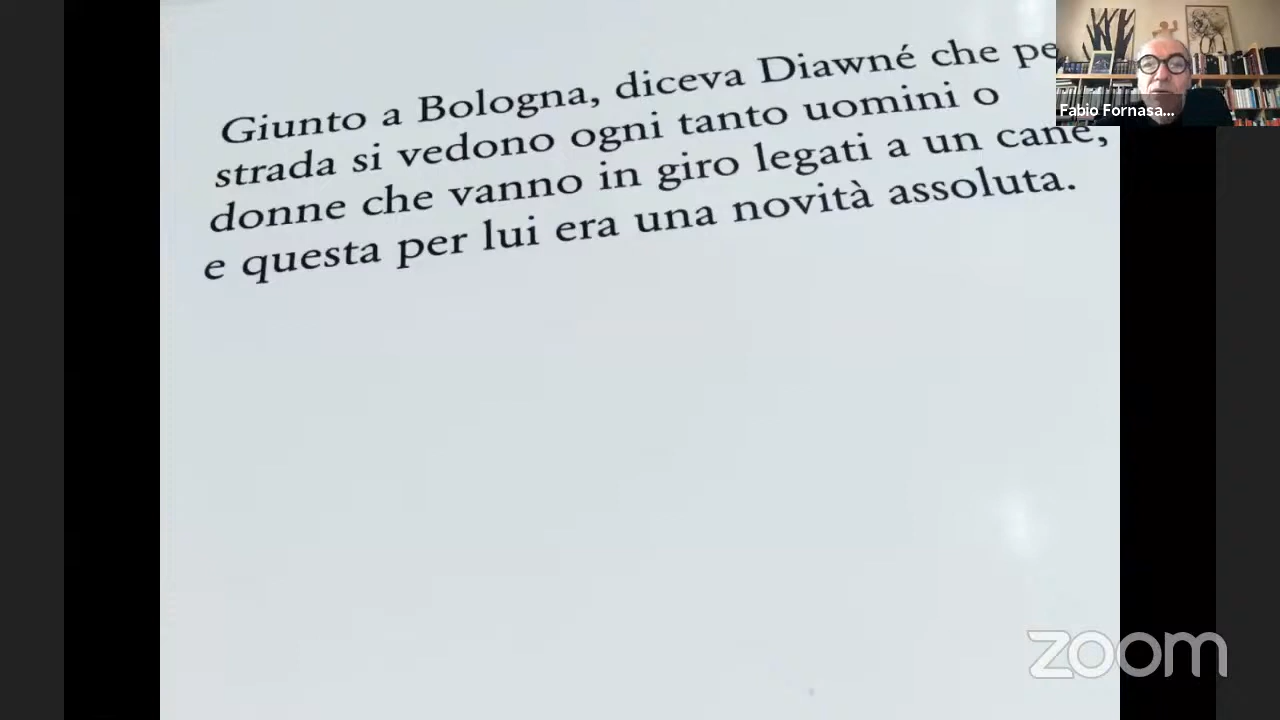 Giunto a Bologna, diceva Diawné che pe
strada si vedono ogni tanto uomini o
donne che vanno in giro legati a un cane,
e questa per lui era una novità assoluta.
Fabio Fornasa...
zoom